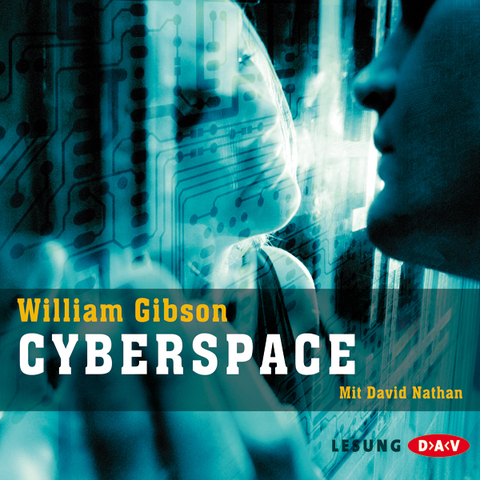 William Gibson
CYBERSPACE
Mit David Nathan
LESUNG D>A<V